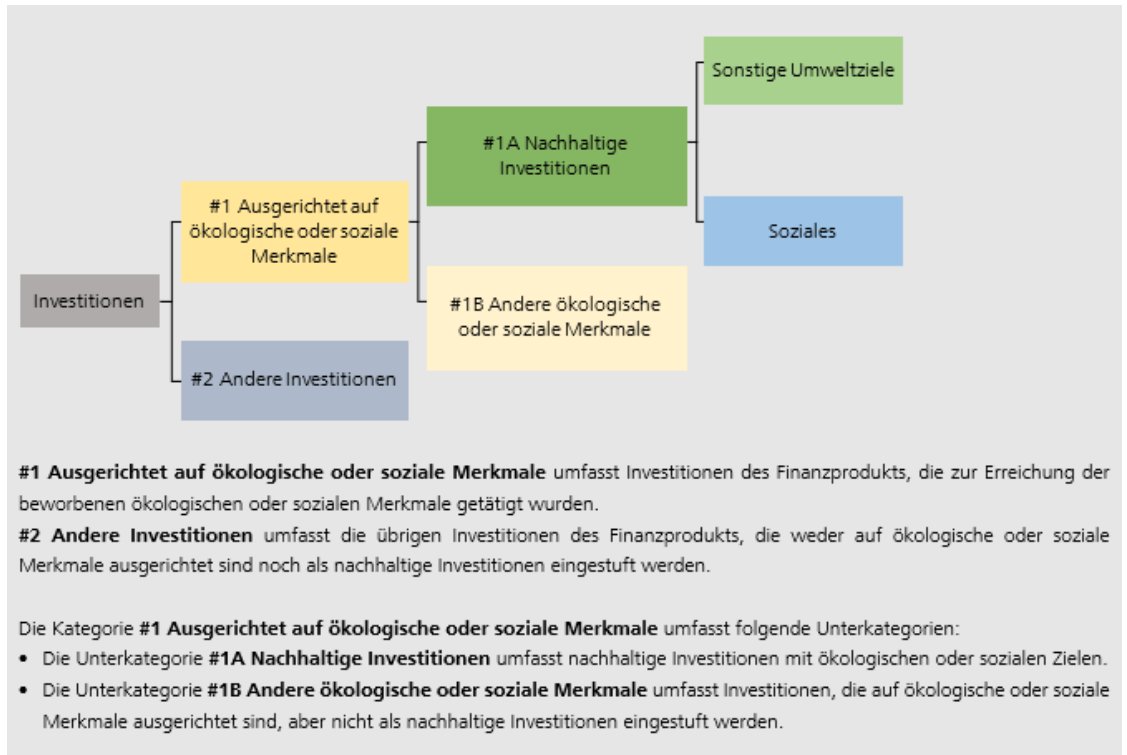 Sonstige Umweltziele
#1A Nachhaltige
Investitionen
#1 Ausgerichtet auf
ökologische oder soziale
Merkmale
Soziales
Investitionen
#1B Andere ökologische
oder soziale Merkmale
#2 Andere Investitionen
#1 Ausgerichtet auf ökologische oder soziale Merkmale umfasst Investitionen des Finanzprodukts, die zur Erreichung der
beworbenen ökologischen oder sozialen Merkmale getätigt wurden.
#2 Andere Investitionen umfasst die übrigen Investitionen des Finanzprodukts, die weder auf ökologische oder soziale
Merkmale ausgerichtet sind noch als nachhaltige Investitionen eingestuft werden.
Die Kategorie #1 Ausgerichtet auf ökologische oder soziale Merkmale umfasst folgende Unterkategorien:
• Die Unterkategorie #1A Nachhaltige Investitionen umfasst nachhaltige Investitionen mit ökologischen oder sozialen Zielen.
• Die Unterkategorie #1B Andere ökologische oder soziale Merkmale umfasst Investitionen, die auf ökologische oder soziale
Merkmale ausgerichtet sind, aber nicht als nachhaltige Investitionen eingestuft werden.